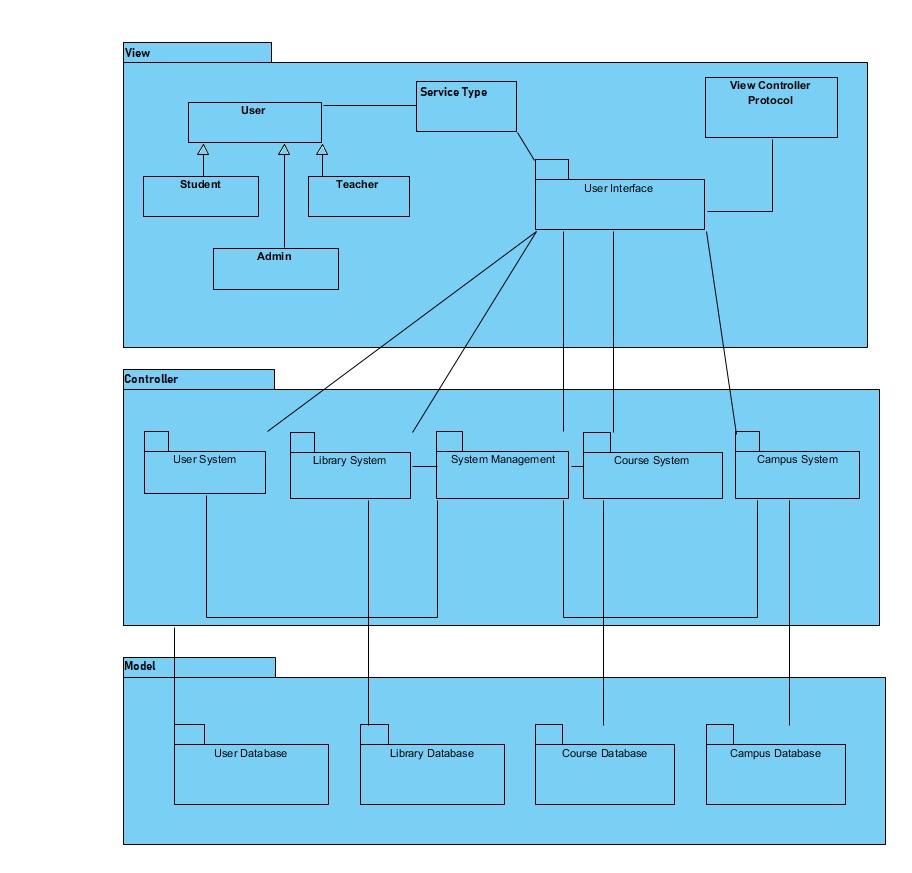 View
User
Service Type
View Controller
Protocol
Student
Teacher
User Interface
Admin
Controller
User System
Library System
System Management
Course System
Campus System
Model
User Database
Library Database
Course Database
Campus Database